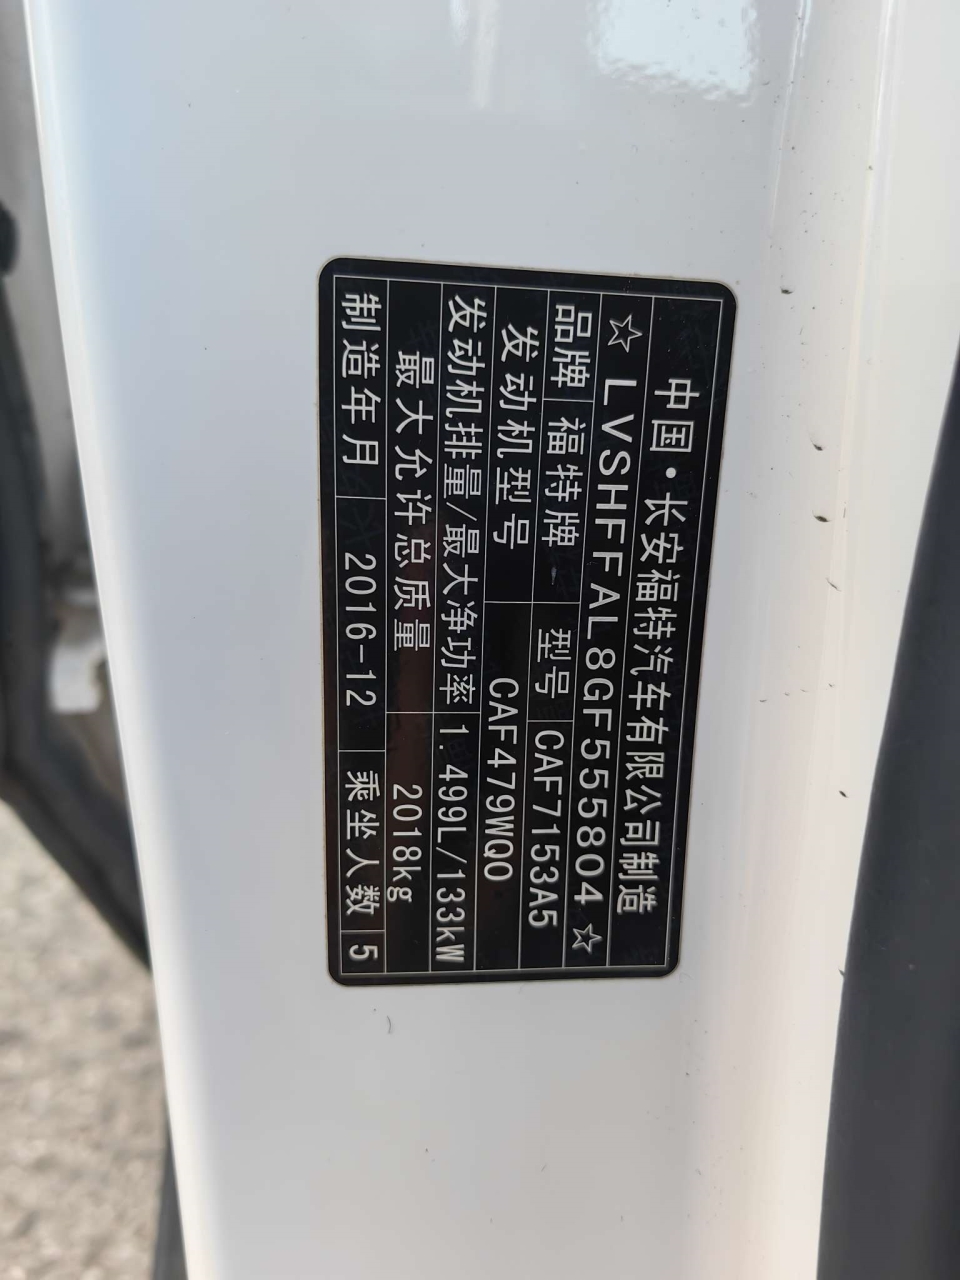 中国·长安福特汽车有限公司制造
☆ LVSHFFAL8GF555804 ☆
品牌 福特牌 型号 CAF7153A5
发动机型号 CAF479WQ0
发动机排量/最大净功率 1.499L/133kW
最大允许总质量 2018kg
制造年月 2016-12 乘坐人数 5